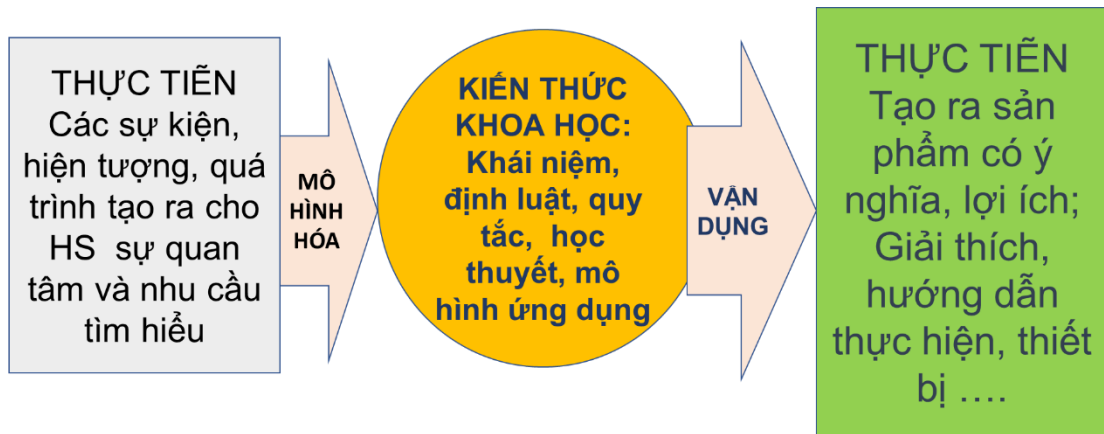 THỰC TIỄN
Các sự kiện,
hiện tượng, quá
trình tạo ra cho
HS sự quan
tâm và nhu cầu
tìm hiểu
MÔ
HÌNH
HÓA
KIẾN THỨC
KHOA HỌC:
Khái niệm,
định luật, quy
tắc, học
thuyết, mô
hình ứng dụng
VẬN
DỤNG
THỰC TIỄN
Tạo ra sản
phẩm có ý
nghĩa, lợi ích;
Giải thích,
hướng dẫn
thực hiện, thiết
bị ….